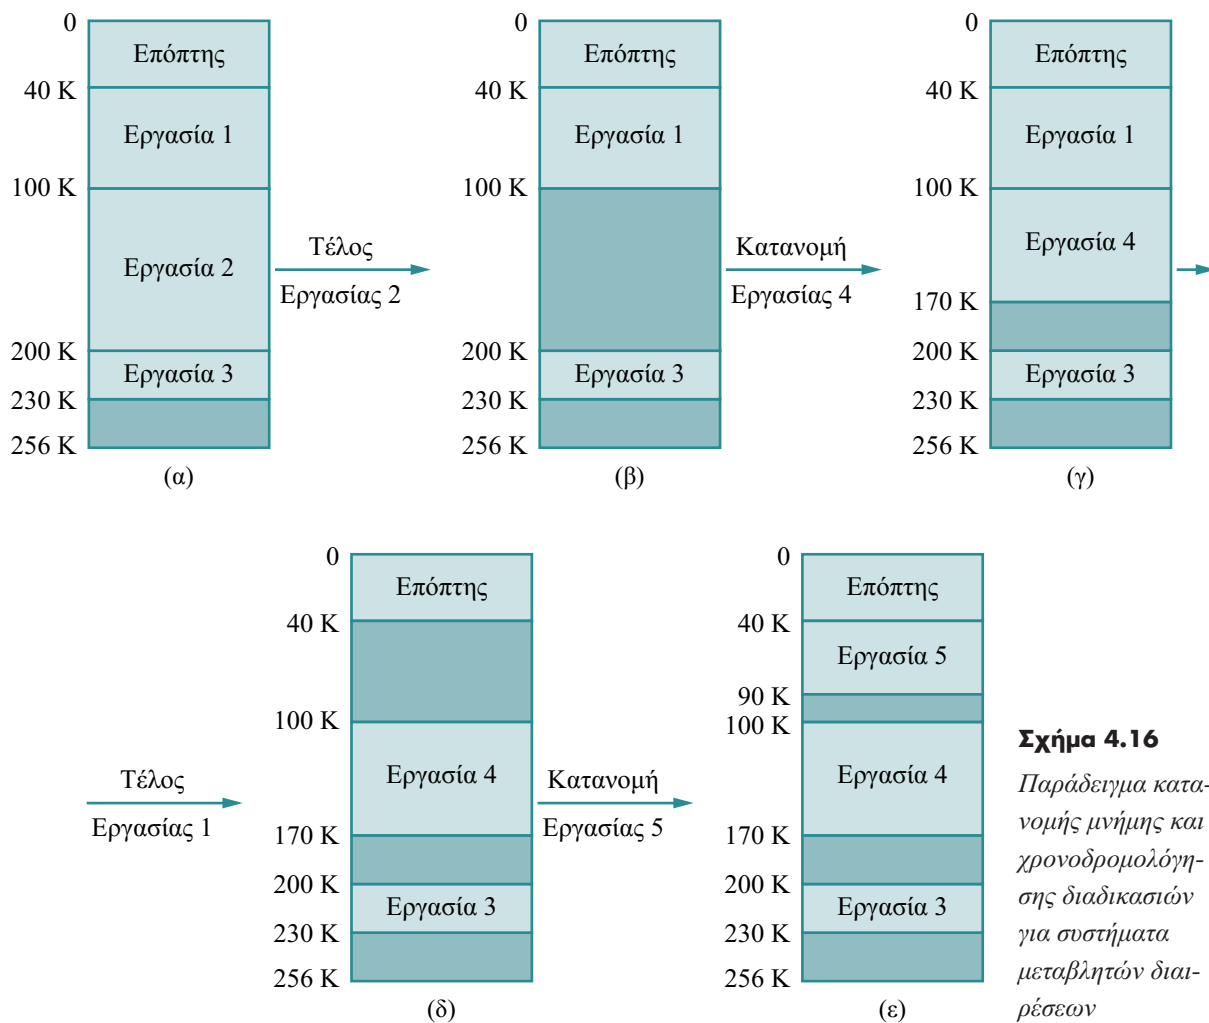 0
Επόπτης
40 K
Εργασία 1
100 K
Εργασία 2
200 K
Εργασία 3
230 K
256 K
(α)
Τέλος
Εργασίας 2
0
Επόπτης
40 K
Εργασία 1
100 K
200 K
Εργασία 3
230 K
256 K
(β)
Κατανομή
Εργασίας 4
0
Επόπτης
40 K
Εργασία 1
100 K
Εργασία 4
170 K
200 K
Εργασία 3
230 K
256 K
(γ)
Τέλος
Εργασίας 1
0
Επόπτης
40 K
100 K
Εργασία 4
170 K
200 K
Εργασία 3
230 K
256 K
(δ)
Κατανομή
Εργασίας 5
0
Επόπτης
40 K
Εργασία 5
90 K
100 K
Εργασία 4
170 K
200 K
Εργασία 3
230 K
256 K
(ε)
Σχήμα 4.16
Παράδειγμα κατα-
νομής μνήμης και
χρονοδρομολόγη-
σης διαδικασιών
για συστήματα
μεταβλητών διαι-
ρέσεων